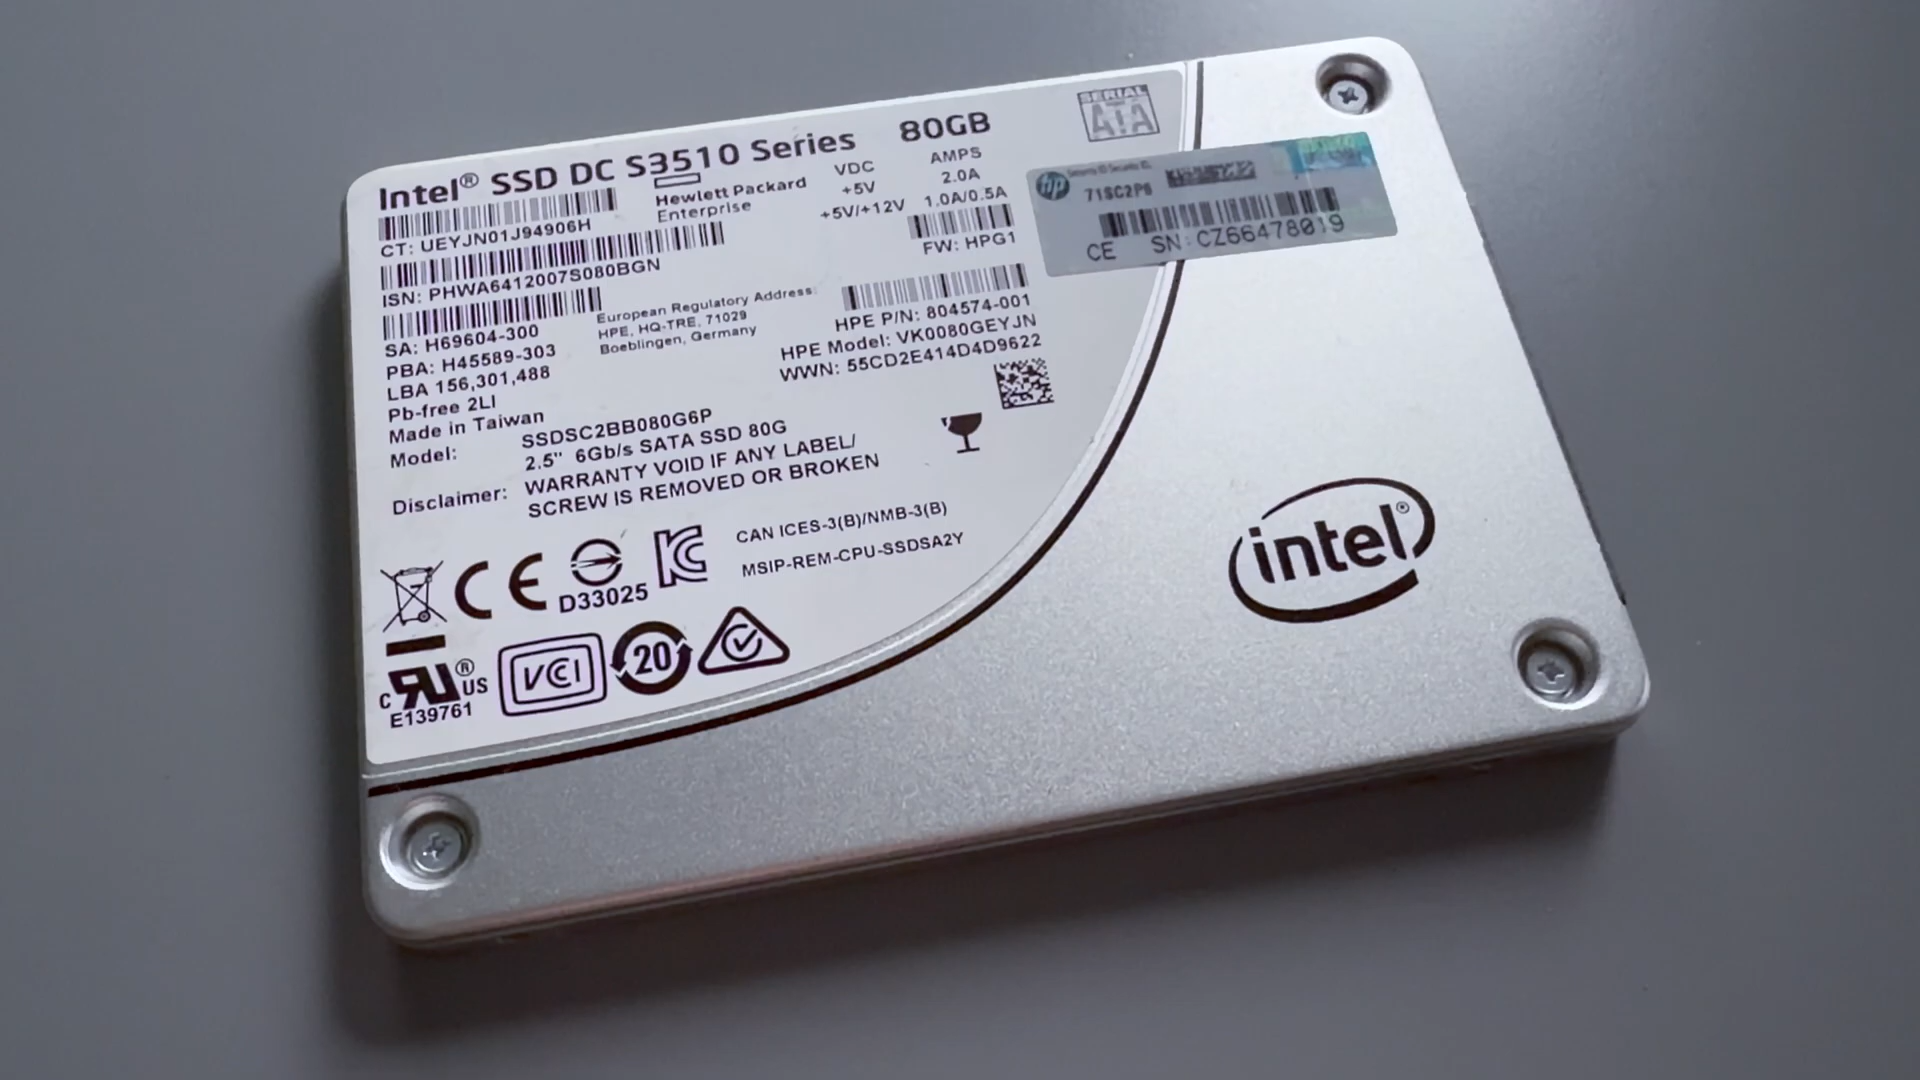 Intel® SSD DC S3510 Series 80GB
SERIAL
ATA
Hewlett Packard
Enterprise
VDC AMPS
+5V 2.0A
+5V/+12V 1.0A/0.5A
CT: UEYJN01J94906H
FW: HPG1
ISN: PHWA6412007S080BGN
hp
71SC2P6
CE SN: CZ66478019
SA: H69604-300
PBA: H45589-303
LBA 156,301,488
Pb-free 2LI
Made in Taiwan
European Regulatory Address:
HPE, HQ-TRE, 71029
Boeblingen, Germany
HPE P/N: 804574-001
HPE Model: VK0080GEYJN
WWN: 55CD2E414D4D9622
Model: SSDSC2BB080G6P
2.5" 6Gb/s SATA SSD 80G
Disclaimer: WARRANTY VOID IF ANY LABEL/
SCREW IS REMOVED OR BROKEN
CE
D33025
CAN ICES-3(B)/NMB-3(B)
MSIP-REM-CPU-SSDSA2Y
c RU ® US
E139761
VCCI
20
intel®